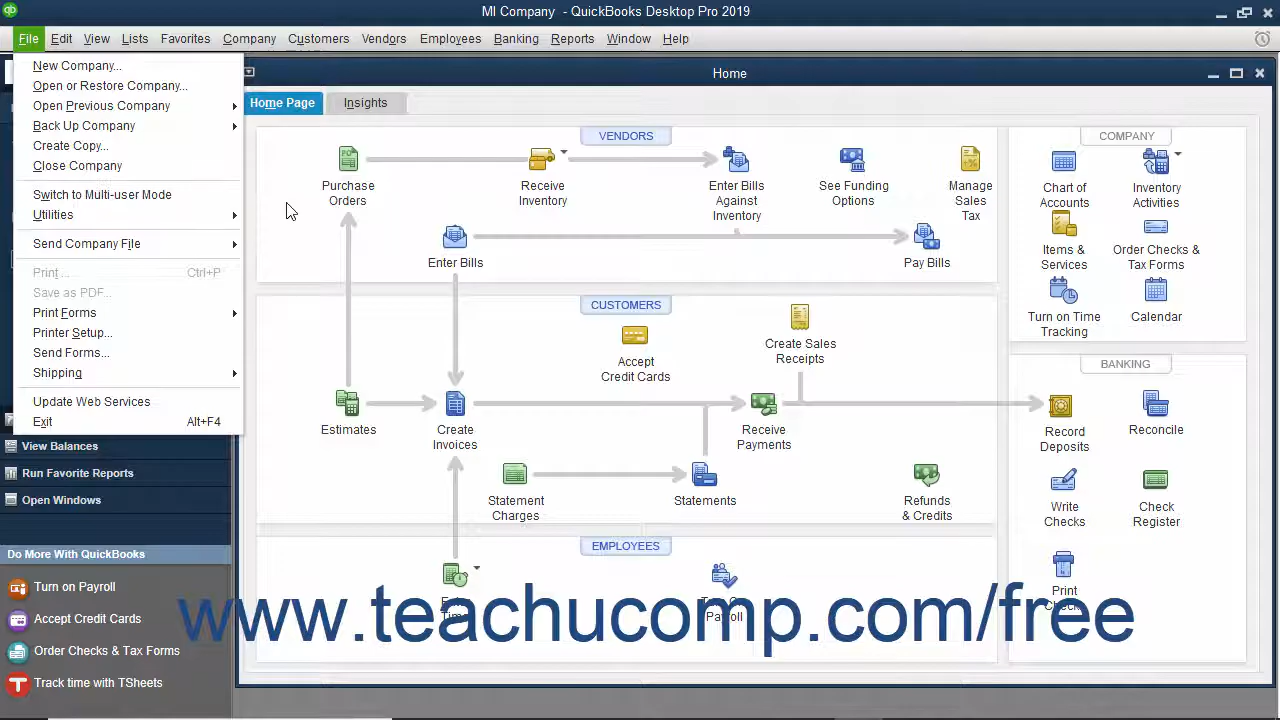 MI Company - QuickBooks Desktop Pro 2019
File Edit View Lists Favorites Company Customers Vendors Employees Banking Reports Window Help
New Company...
Open or Restore Company...
Open Previous Company
Back Up Company
Create Copy...
Close Company
Switch to Multi-user Mode
Utilities
Send Company File
Print... Ctrl+P
Save as PDF...
Print Forms
Printer Setup...
Send Forms...
Shipping
Update Web Services
Exit Alt+F4
View Balances
Run Favorite Reports
Open Windows
Do More With QuickBooks
Turn on Payroll
Accept Credit Cards
Order Checks & Tax Forms
Track time with TSheets
Home
Home Page Insights
VENDORS
Purchase
Orders
Receive
Inventory
Enter Bills
Against
Inventory
See Funding
Options
Manage
Sales
Tax
Enter Bills
Pay Bills
CUSTOMERS
Accept
Credit Cards
Create Sales
Receipts
Estimates
Create
Invoices
Receive
Payments
Statement
Charges
Statements
Refunds
& Credits
EMPLOYEES
Payroll
COMPANY
Chart of
Accounts
Inventory
Activities
Items &
Services
Order Checks &
Tax Forms
Turn on Time
Tracking
Calendar
BANKING
Record
Deposits
Reconcile
Write
Checks
Check
Register
Print
Checks
www.teachucomp.com/free